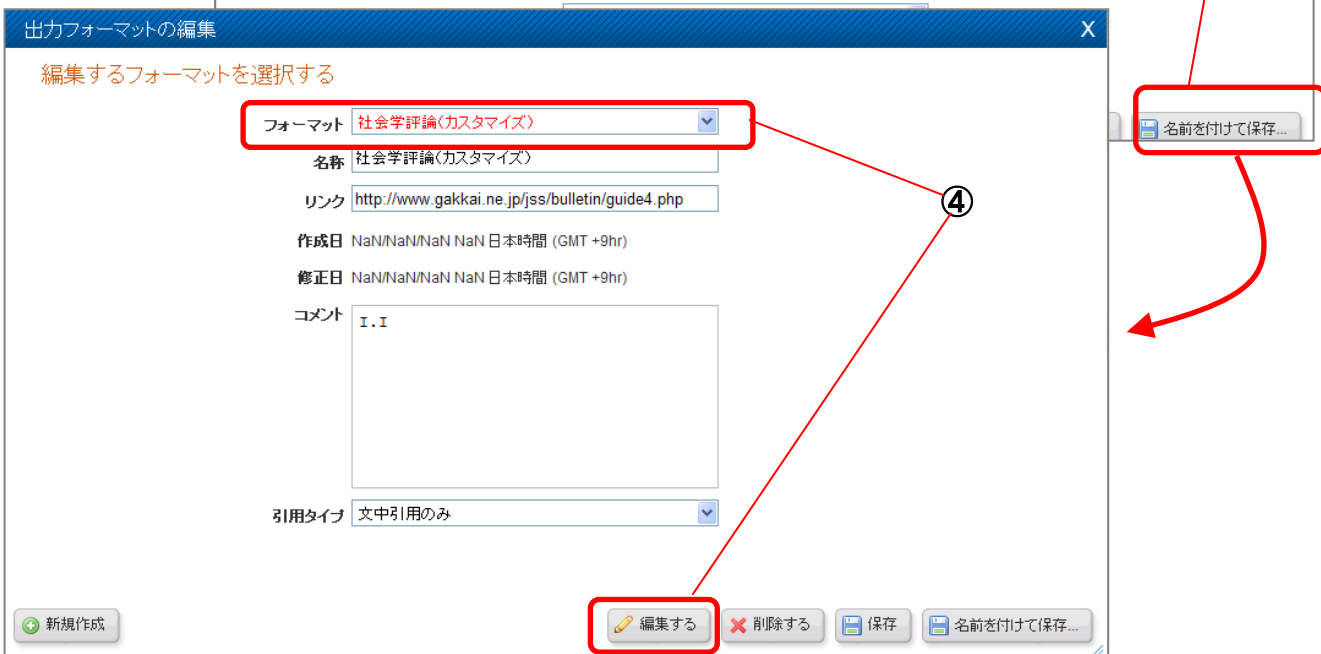 出力フォーマットの編集 X
編集するフォーマットを選択する
フォーマット 社会学評論(カスタマイズ)
名前を付けて保存...
名称 社会学評論(カスタマイズ)
リンク http://www.gakkai.ne.jp/jss/bulletin/guide4.php
④
作成日 NaN/NaN/NaN NaN 日本時間 (GMT +9hr)
修正日 NaN/NaN/NaN NaN 日本時間 (GMT +9hr)
コメント I.I
引用タイプ 文中引用のみ
新規作成 編集する 削除する 保存 名前を付けて保存...